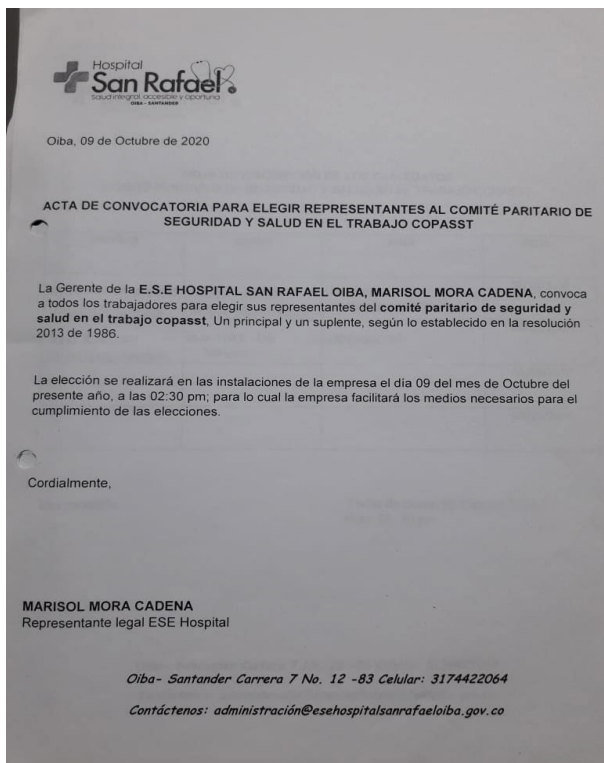 Hospital
San Rafael
Salud integral, accesible y oportuna
OIBA - SANTANDER
Oiba, 09 de Octubre de 2020
ACTA DE CONVOCATORIA PARA ELEGIR REPRESENTANTES AL COMITÉ PARITARIO DE
SEGURIDAD Y SALUD EN EL TRABAJO COPASST
La Gerente de la E.S.E HOSPITAL SAN RAFAEL OIBA, MARISOL MORA CADENA, convoca
a todos los trabajadores para elegir sus representantes del comité paritario de seguridad y
salud en el trabajo copasst, Un principal y un suplente, según lo establecido en la resolución
2013 de 1986.
La elección se realizará en las instalaciones de la empresa el día 09 del mes de Octubre del
presente año, a las 02:30 pm; para lo cual la empresa facilitará los medios necesarios para el
cumplimiento de las elecciones.
Cordialmente,
MARISOL MORA CADENA
Representante legal ESE Hospital
Oiba- Santander Carrera 7 No. 12 -83 Celular: 3174422064
Contáctenos: administración@esehospitalsanrafaeloiba.gov.co